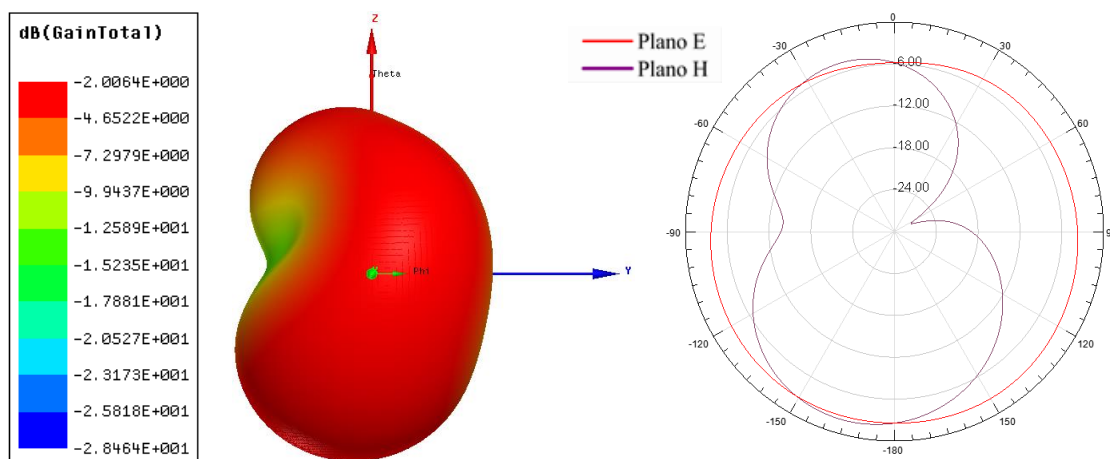 dB(GainTotal)
-2.0064E+000
-4.6522E+000
-7.2979E+000
-9.9437E+000
-1.2589E+001
-1.5235E+001
-1.7881E+001
-2.0527E+001
-2.3173E+001
-2.5818E+001
-2.8464E+001
Z
Theta
Phi
Y
Plano E
Plano H
0
-30
30
-6.00
-60
60
-12.00
-18.00
-24.00
-90
9
-120
120
-150
150
-180